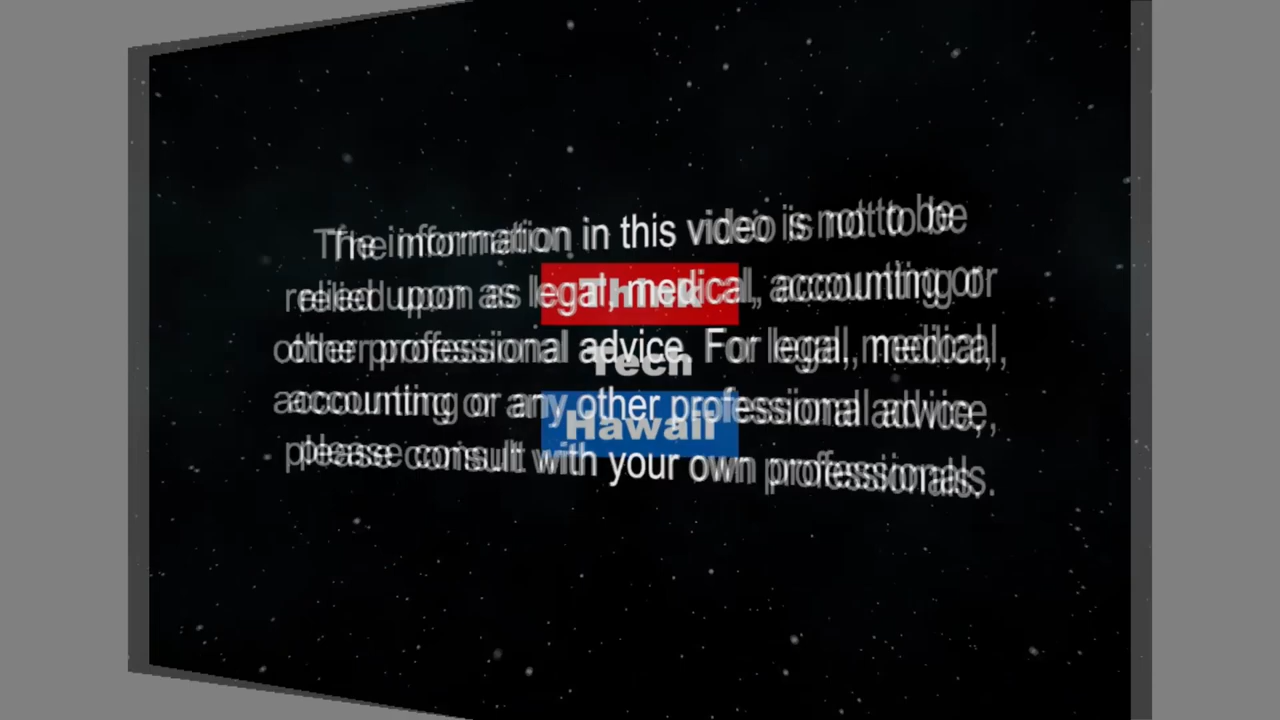 The information in this video is not to be
relied upon as legal, medical, accounting or
other professional advice. For legal, medical,
accounting or any other professional advice,
please consult with your own professionals.
Think
Tech
Hawaii